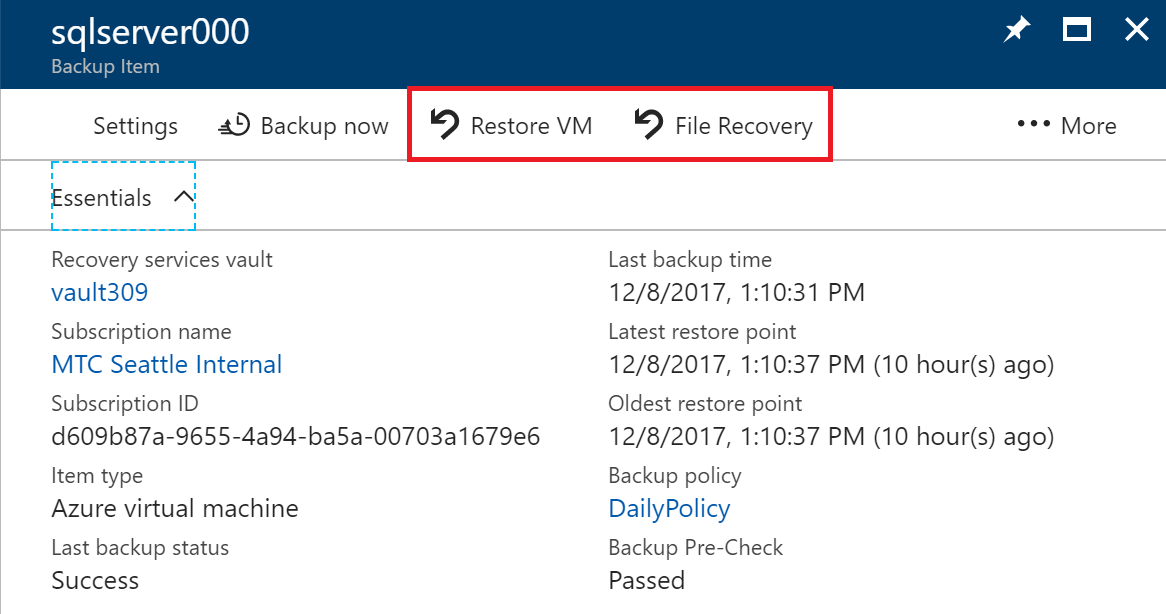 sqlserver000
Backup Item
Settings Backup now Restore VM File Recovery ••• More
Essentials
Recovery services vault
vault309
Subscription name
MTC Seattle Internal
Subscription ID
d609b87a-9655-4a94-ba5a-00703a1679e6
Item type
Azure virtual machine
Last backup status
Success
Last backup time
12/8/2017, 1:10:31 PM
Latest restore point
12/8/2017, 1:10:37 PM (10 hour(s) ago)
Oldest restore point
12/8/2017, 1:10:37 PM (10 hour(s) ago)
Backup policy
DailyPolicy
Backup Pre-Check
Passed